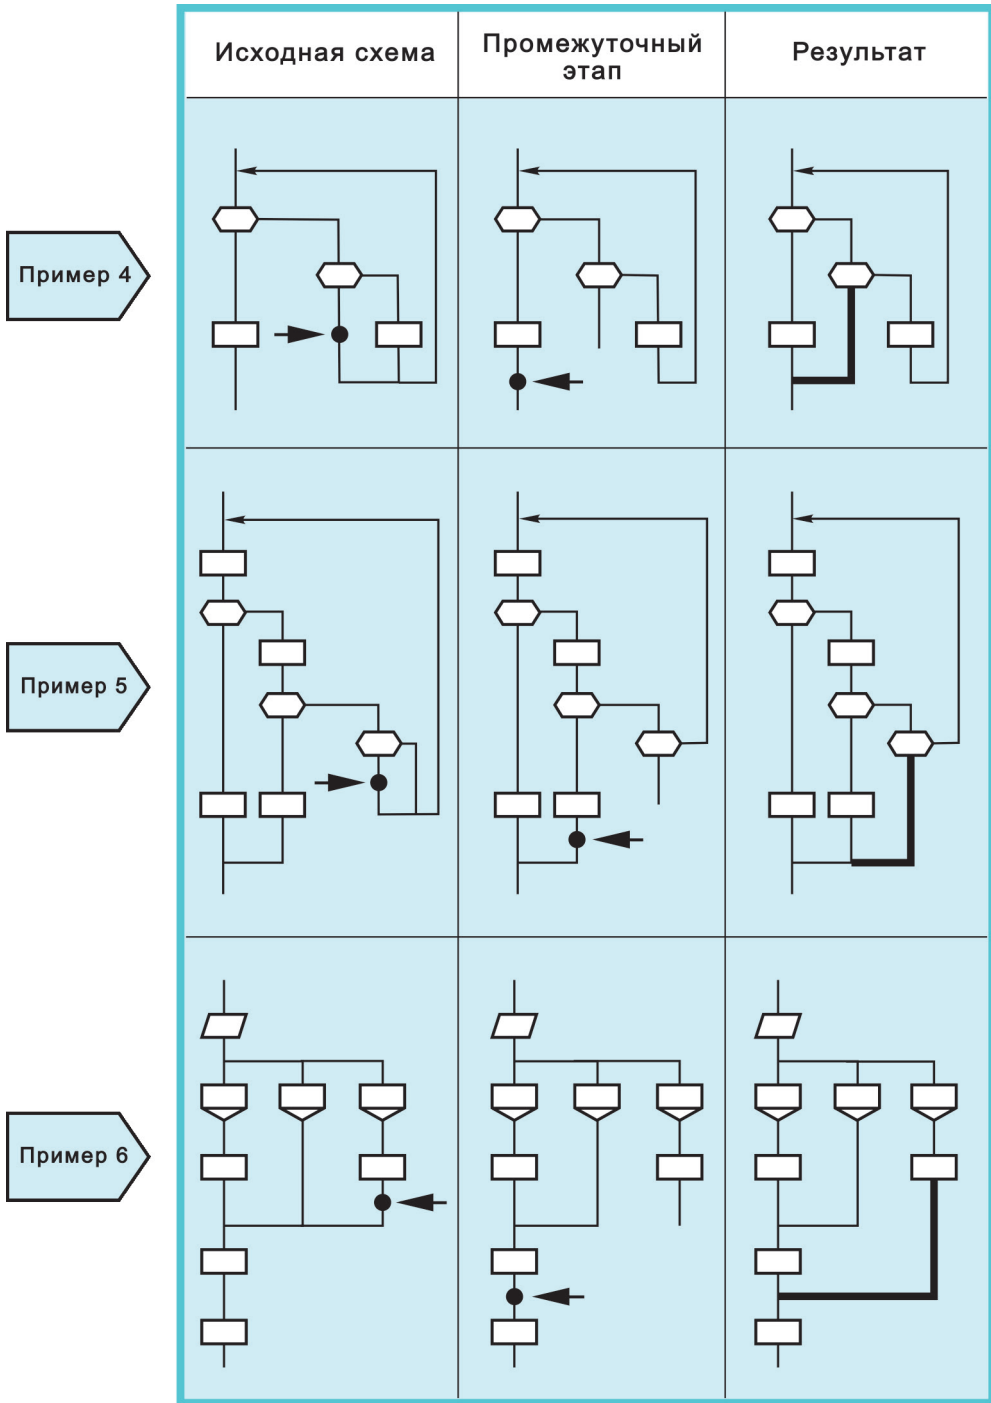 Исходная схема
Промежуточный
этап
Результат
Пример 4
Пример 5
Пример 6